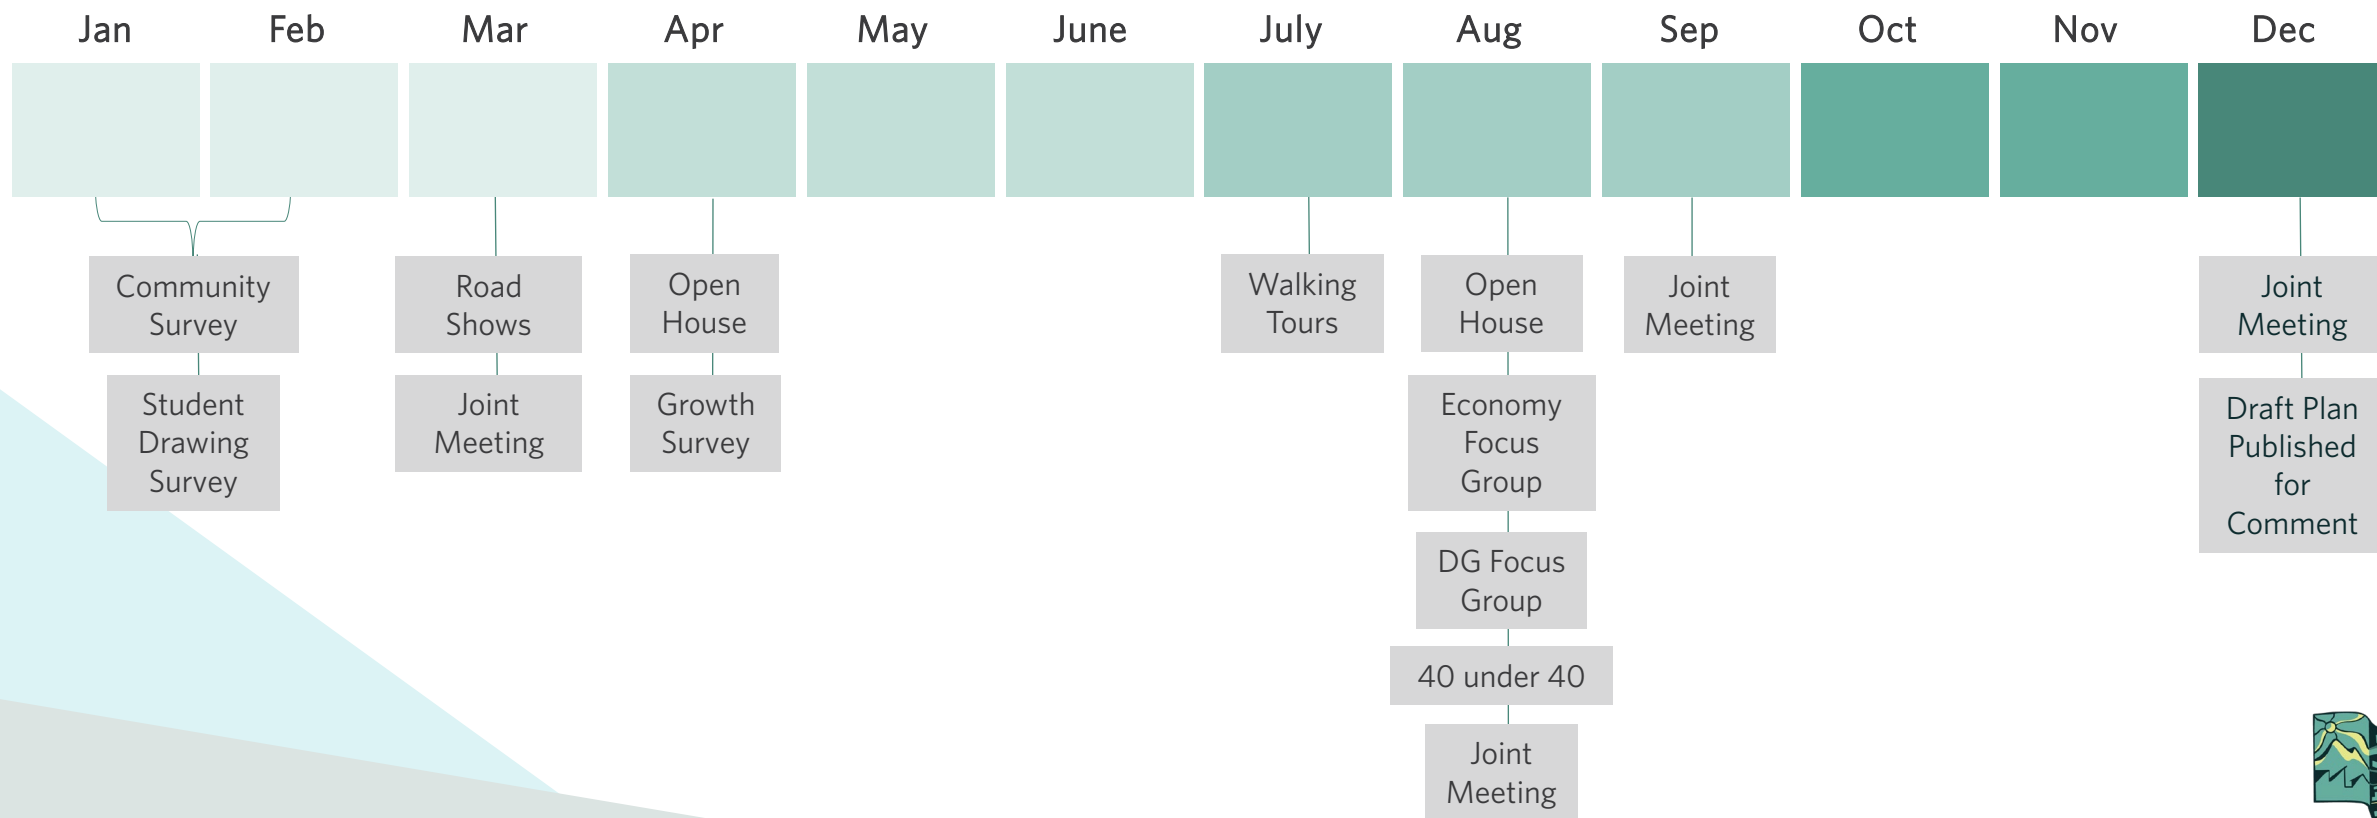 Jan Feb Mar Apr May June July Aug Sep Oct Nov Dec
Community
Survey
Student
Drawing
Survey
Road
Shows
Joint
Meeting
Open
House
Growth
Survey
Walking
Tours
Open
House
Economy
Focus
Group
DG Focus
Group
40 under 40
Joint
Meeting
Joint
Meeting
Joint
Meeting
Draft Plan
Published
for
Comment